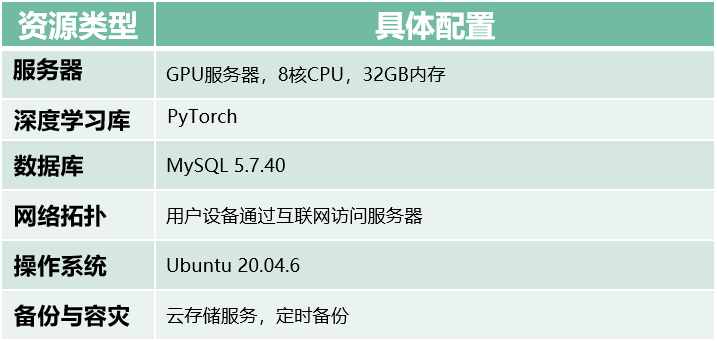 资源类型 具体配置
服务器 GPU服务器，8核CPU，32GB内存
深度学习库 PyTorch
数据库 MySQL 5.7.40
网络拓扑 用户设备通过互联网访问服务器
操作系统 Ubuntu 20.04.6
备份与容灾 云存储服务，定时备份